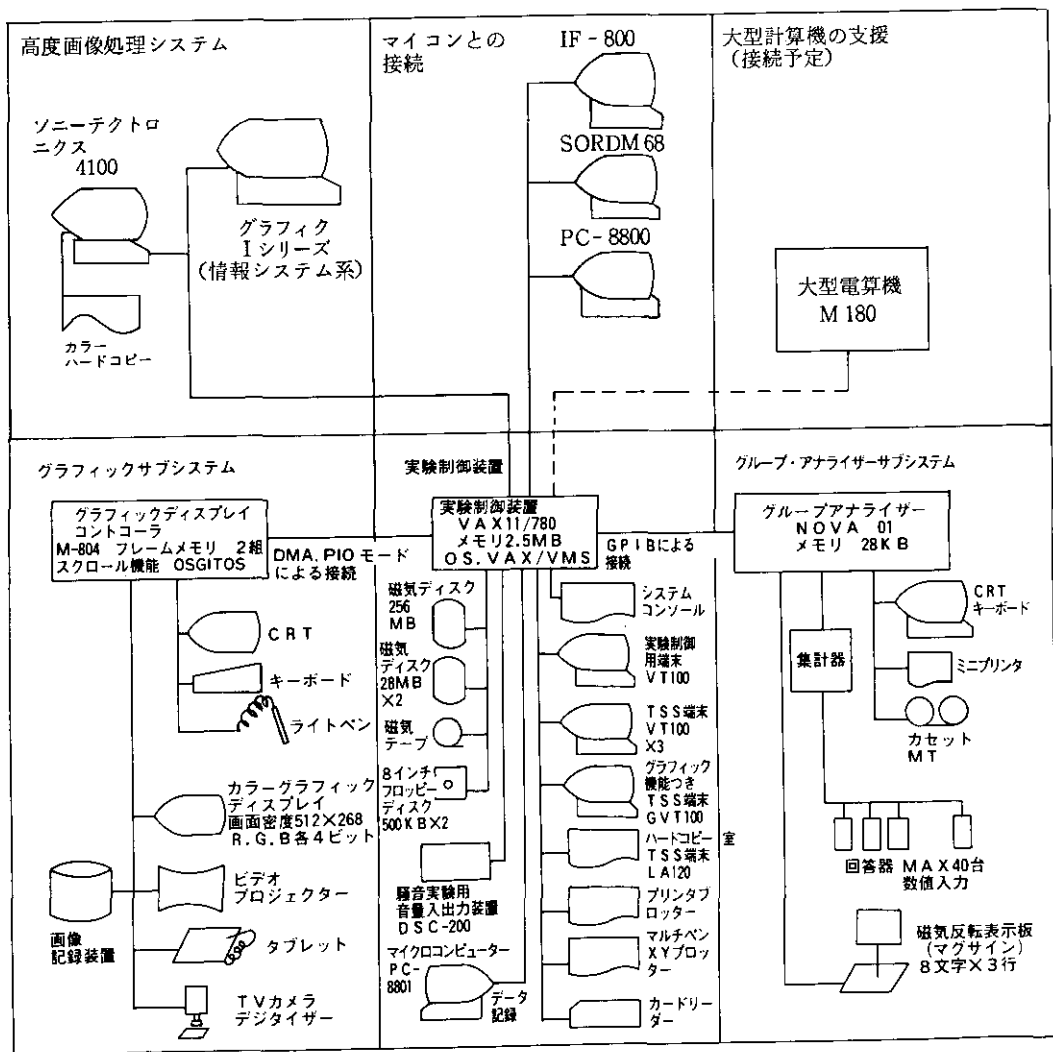 高度画像処理システム
ソニーテクトロ
ニクス
4100
グラフィク
Iシリーズ
(情報システム系)
カラー
ハードコピー
マイコンとの
接続
IF-800
SORDM68
PC-8800
大型計算機の支援
(接続予定)
大型電算機
M 180
グラフィックサブシステム
グラフィックディスプレイ
コントコーラ
M-804 フレームメモリ 2組
スクロール機能 OSGITOS
DMA.PIOモード
による接続
CRT
キーボード
ライトペン
カラーグラフィック
ディスプレイ
画面密度512×268
R.G.B各4ビット
ビデオ
プロジェクター
画像
記録装置
タブレット
TVカメラ
デジタイザー
実験制御装置
実験制御装置
VAX11/780
メモリ2.5MB
OS.VAX/VMS
GPIBによる
接続
磁気ディスク
256
MB
磁気
ディスク
28MB
×2
磁気
テープ
8インチ
フロッピー
ディスク
500KB×2
騒音実験用
音量入出力装置
DSC-200
マイクロコンピューター
PC-
8801
データ
記録
システム
コンソール
実験制御
用端末
VT100
TSS端末
VT100
×3
グラフィック
機能つき
TSS端末
GVT100
ハードコピー室
TSS端末
LA120
プリンタプ
ロッター
マルチペン
XYプロッ
ター
カードリー
ダー
グループ・アナライザーサブシステム
グループアナライザー
NOVA 01
メモリ 28KB
CRT
キーボード
集計器
ミニプリンタ
カセット
MT
回答器 MAX40台
数値入力
磁気反転表示板
(マグサイン)
8文字×3行